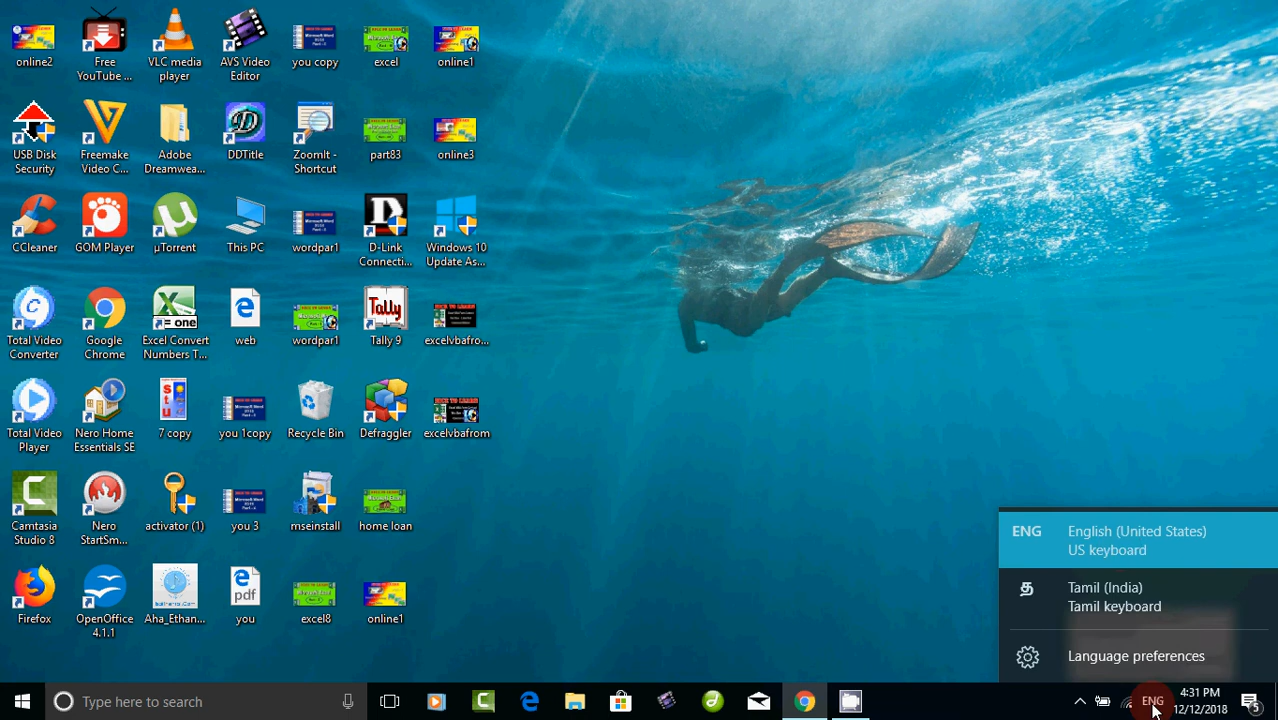 online2
Free
YouTube ...
VLC media
player
AVS Video
Editor
you copy
excel
online1
USB Disk
Security
Freemake
Video C...
Adobe
Dreamwea...
DDTitle
ZoomIt -
Shortcut
part83
online3
CCleaner
GOM Player
µTorrent
This PC
wordpar1
D-Link
Connecti...
Windows 10
Update As...
Total Video
Converter
Google
Chrome
= one
Excel Convert
Numbers T...
web
wordpar1
Tally
Tally 9
excelvbafro...
Total Video
Player
Nero Home
Essentials SE
7 copy
you 1copy
Recycle Bin
Defraggler
excelvbafrom
Camtasia
Studio 8
Nero
StartSm...
activator (1)
you 3
mseinstall
home loan
Firefox
OpenOffice
4.1.1
Aha_Ethan...
pdf
you
excel8
online1
ENG
English (United States)
US keyboard
த
Tamil (India)
Tamil keyboard
Language preferences
Type here to search
ENG
4:31 PM
12/12/2018
5